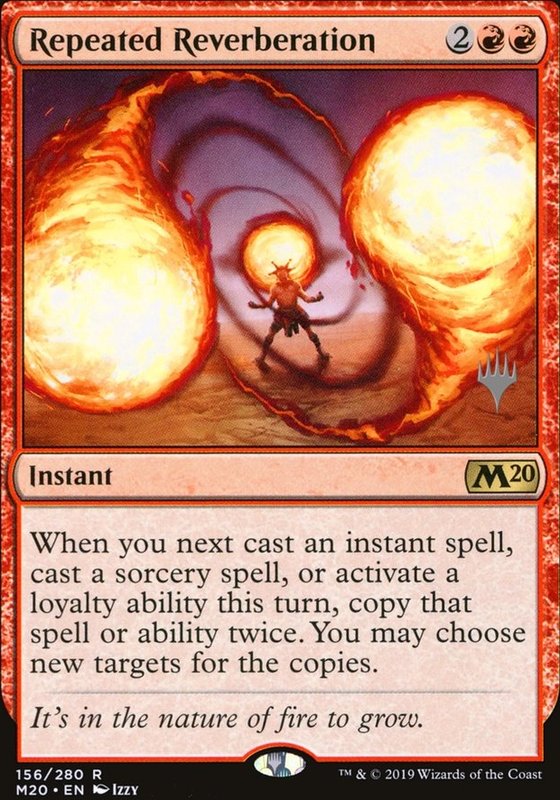 Repeated Reverberation 2
Instant M20
When you next cast an instant spell,
cast a sorcery spell, or activate a
loyalty ability this turn, copy that
spell or ability twice. You may choose
new targets for the copies.
It's in the nature of fire to grow.
156/280 R
M20 • EN Izzy ™ & © 2019 Wizards of the Coast